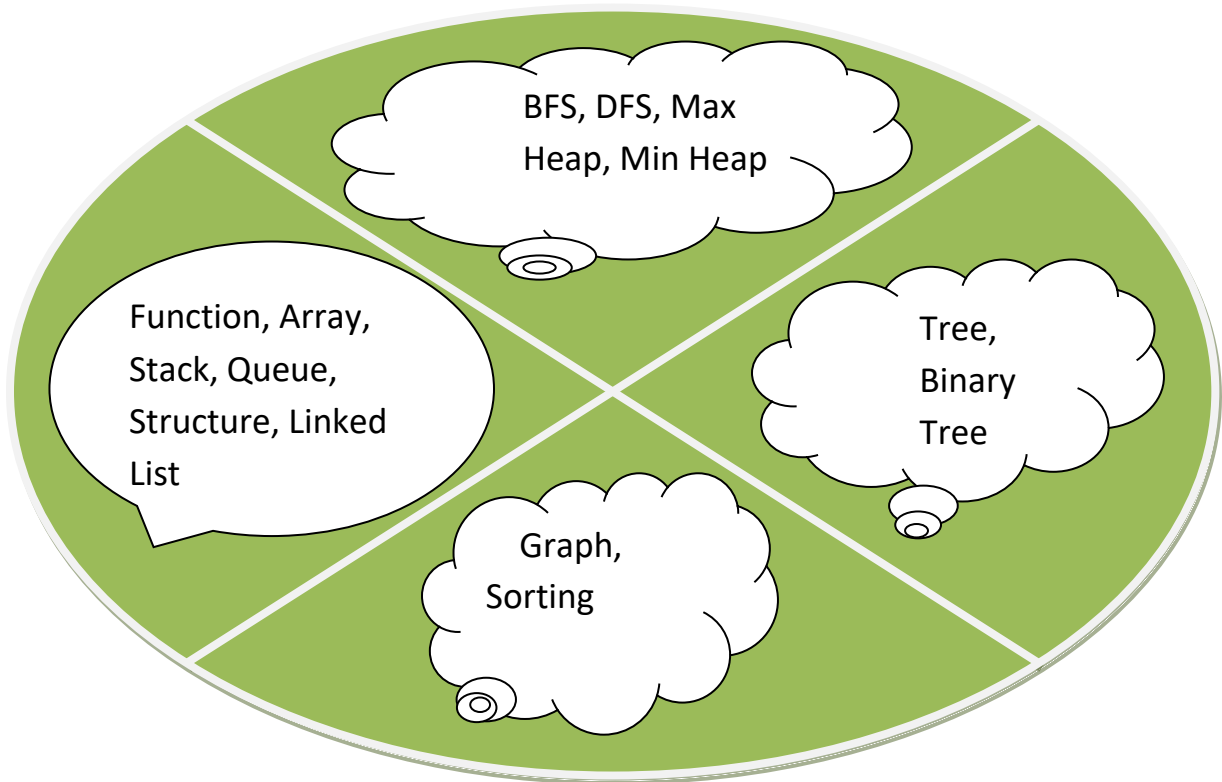 BFS, DFS, Max
Heap, Min Heap
Function, Array,
Stack, Queue,
Structure, Linked
List
Tree,
Binary
Tree
Graph,
Sorting